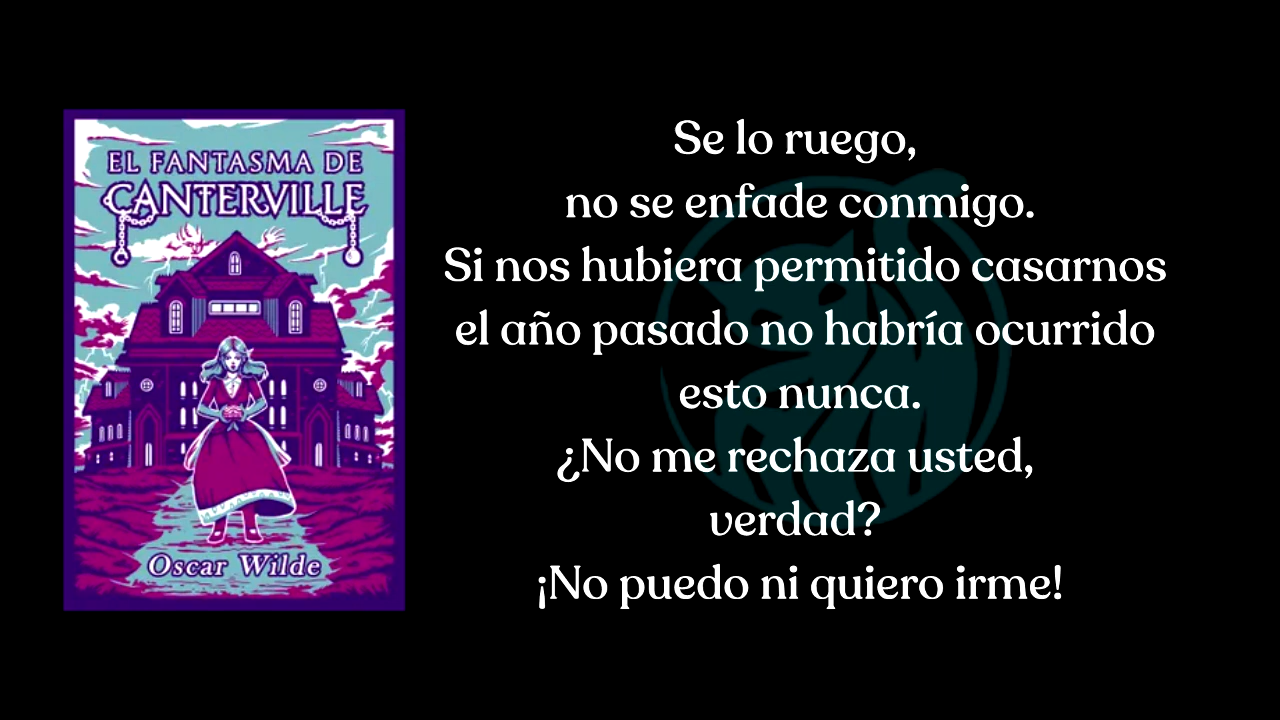 EL FANTASMA DE
CANTERVILLE
Oscar Wilde
Se lo ruego,
no se enfade conmigo.
Si nos hubiera permitido casarnos
el año pasado no habría ocurrido
esto nunca.
¿No me rechaza usted,
verdad?
¡No puedo ni quiero irme!